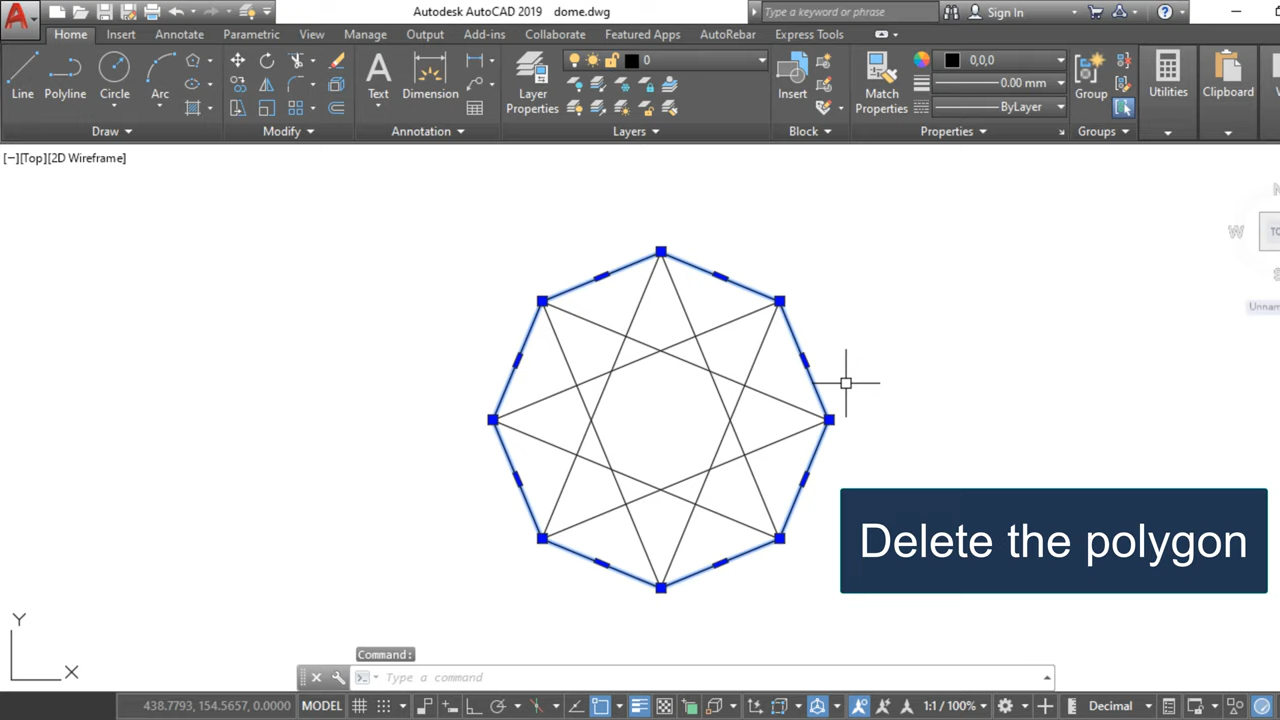 Autodesk AutoCAD 2019 dome.dwg
Type a keyword or phrase
Sign In
Home Insert Annotate Parametric View Manage Output Add-ins Collaborate Featured Apps AutoRebar Express Tools
Line
Polyline
Circle
Arc
Draw
Modify
Text
Dimension
Annotation
Layer
Properties
0
Layers
Insert
Block
Match
Properties
0,0,0
0.00 mm
ByLayer
Properties
Group
Groups
Utilities
Clipboard
[−][Top][2D Wireframe]
W
Delete the polygon
Y
X
Command:
Type a command
438.7793, 154.5657, 0.0000 MODEL 1:1 / 100% Decimal